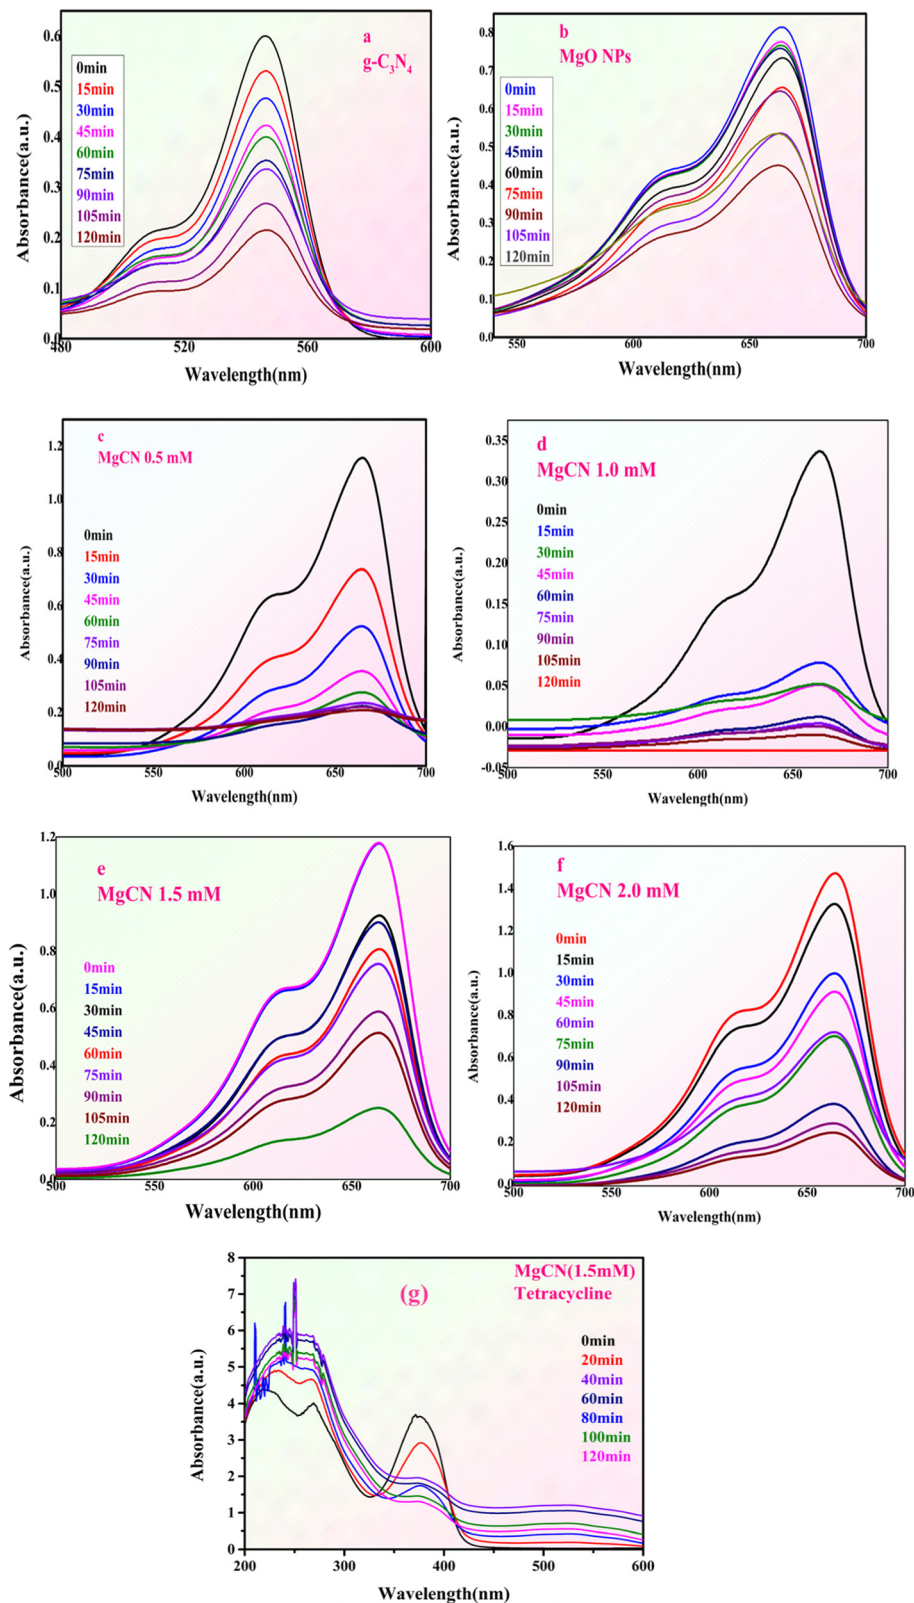 a
g-C3N4
0min
15min
30min
45min
60min
75min
90min
105min
120min
0.6
0.5
0.4
0.3
0.2
0.1
0.0
480 520 560 600
Absorbance(a.u.)
Wavelength(nm)
b
MgO NPs
0min
15min
30min
45min
60min
75min
90min
105min
120min
0.8
0.7
0.6
0.5
0.4
0.3
0.2
0.1
0.0
550 600 650 700
Absorbance(a.u.)
Wavelength(nm)
c
MgCN 0.5 mM
0min
15min
30min
45min
60min
75min
90min
105min
120min
1.2
1.0
0.8
0.6
0.4
0.2
0.0
500 550 600 650 700
Absorbance(a.u.)
Wavelength(nm)
d
MgCN 1.0 mM
0min
15min
30min
45min
60min
75min
90min
105min
120min
0.35
0.30
0.25
0.20
0.15
0.10
0.05
0.00
-0.05
500 550 600 650 700
Absorbance(a.u.)
Wavelength(nm)
e
MgCN 1.5 mM
0min
15min
30min
45min
60min
75min
90min
105min
120min
1.2
1.0
0.8
0.6
0.4
0.2
0.0
500 550 600 650 700
Absorbance(a.u.)
Wavelength(nm)
f
MgCN 2.0 mM
0min
15min
30min
45min
60min
75min
90min
105min
120min
1.6
1.4
1.2
1.0
0.8
0.6
0.4
0.2
0.0
500 550 600 650 700
Absorbance(a.u.)
Wavelength(nm)
(g)
MgCN(1.5mM)
Tetracycline
0min
20min
40min
60min
80min
100min
120min
8
7
6
5
4
3
2
1
0
200 300 400 500 600
Absorbance(a.u.)
Wavelength(nm)